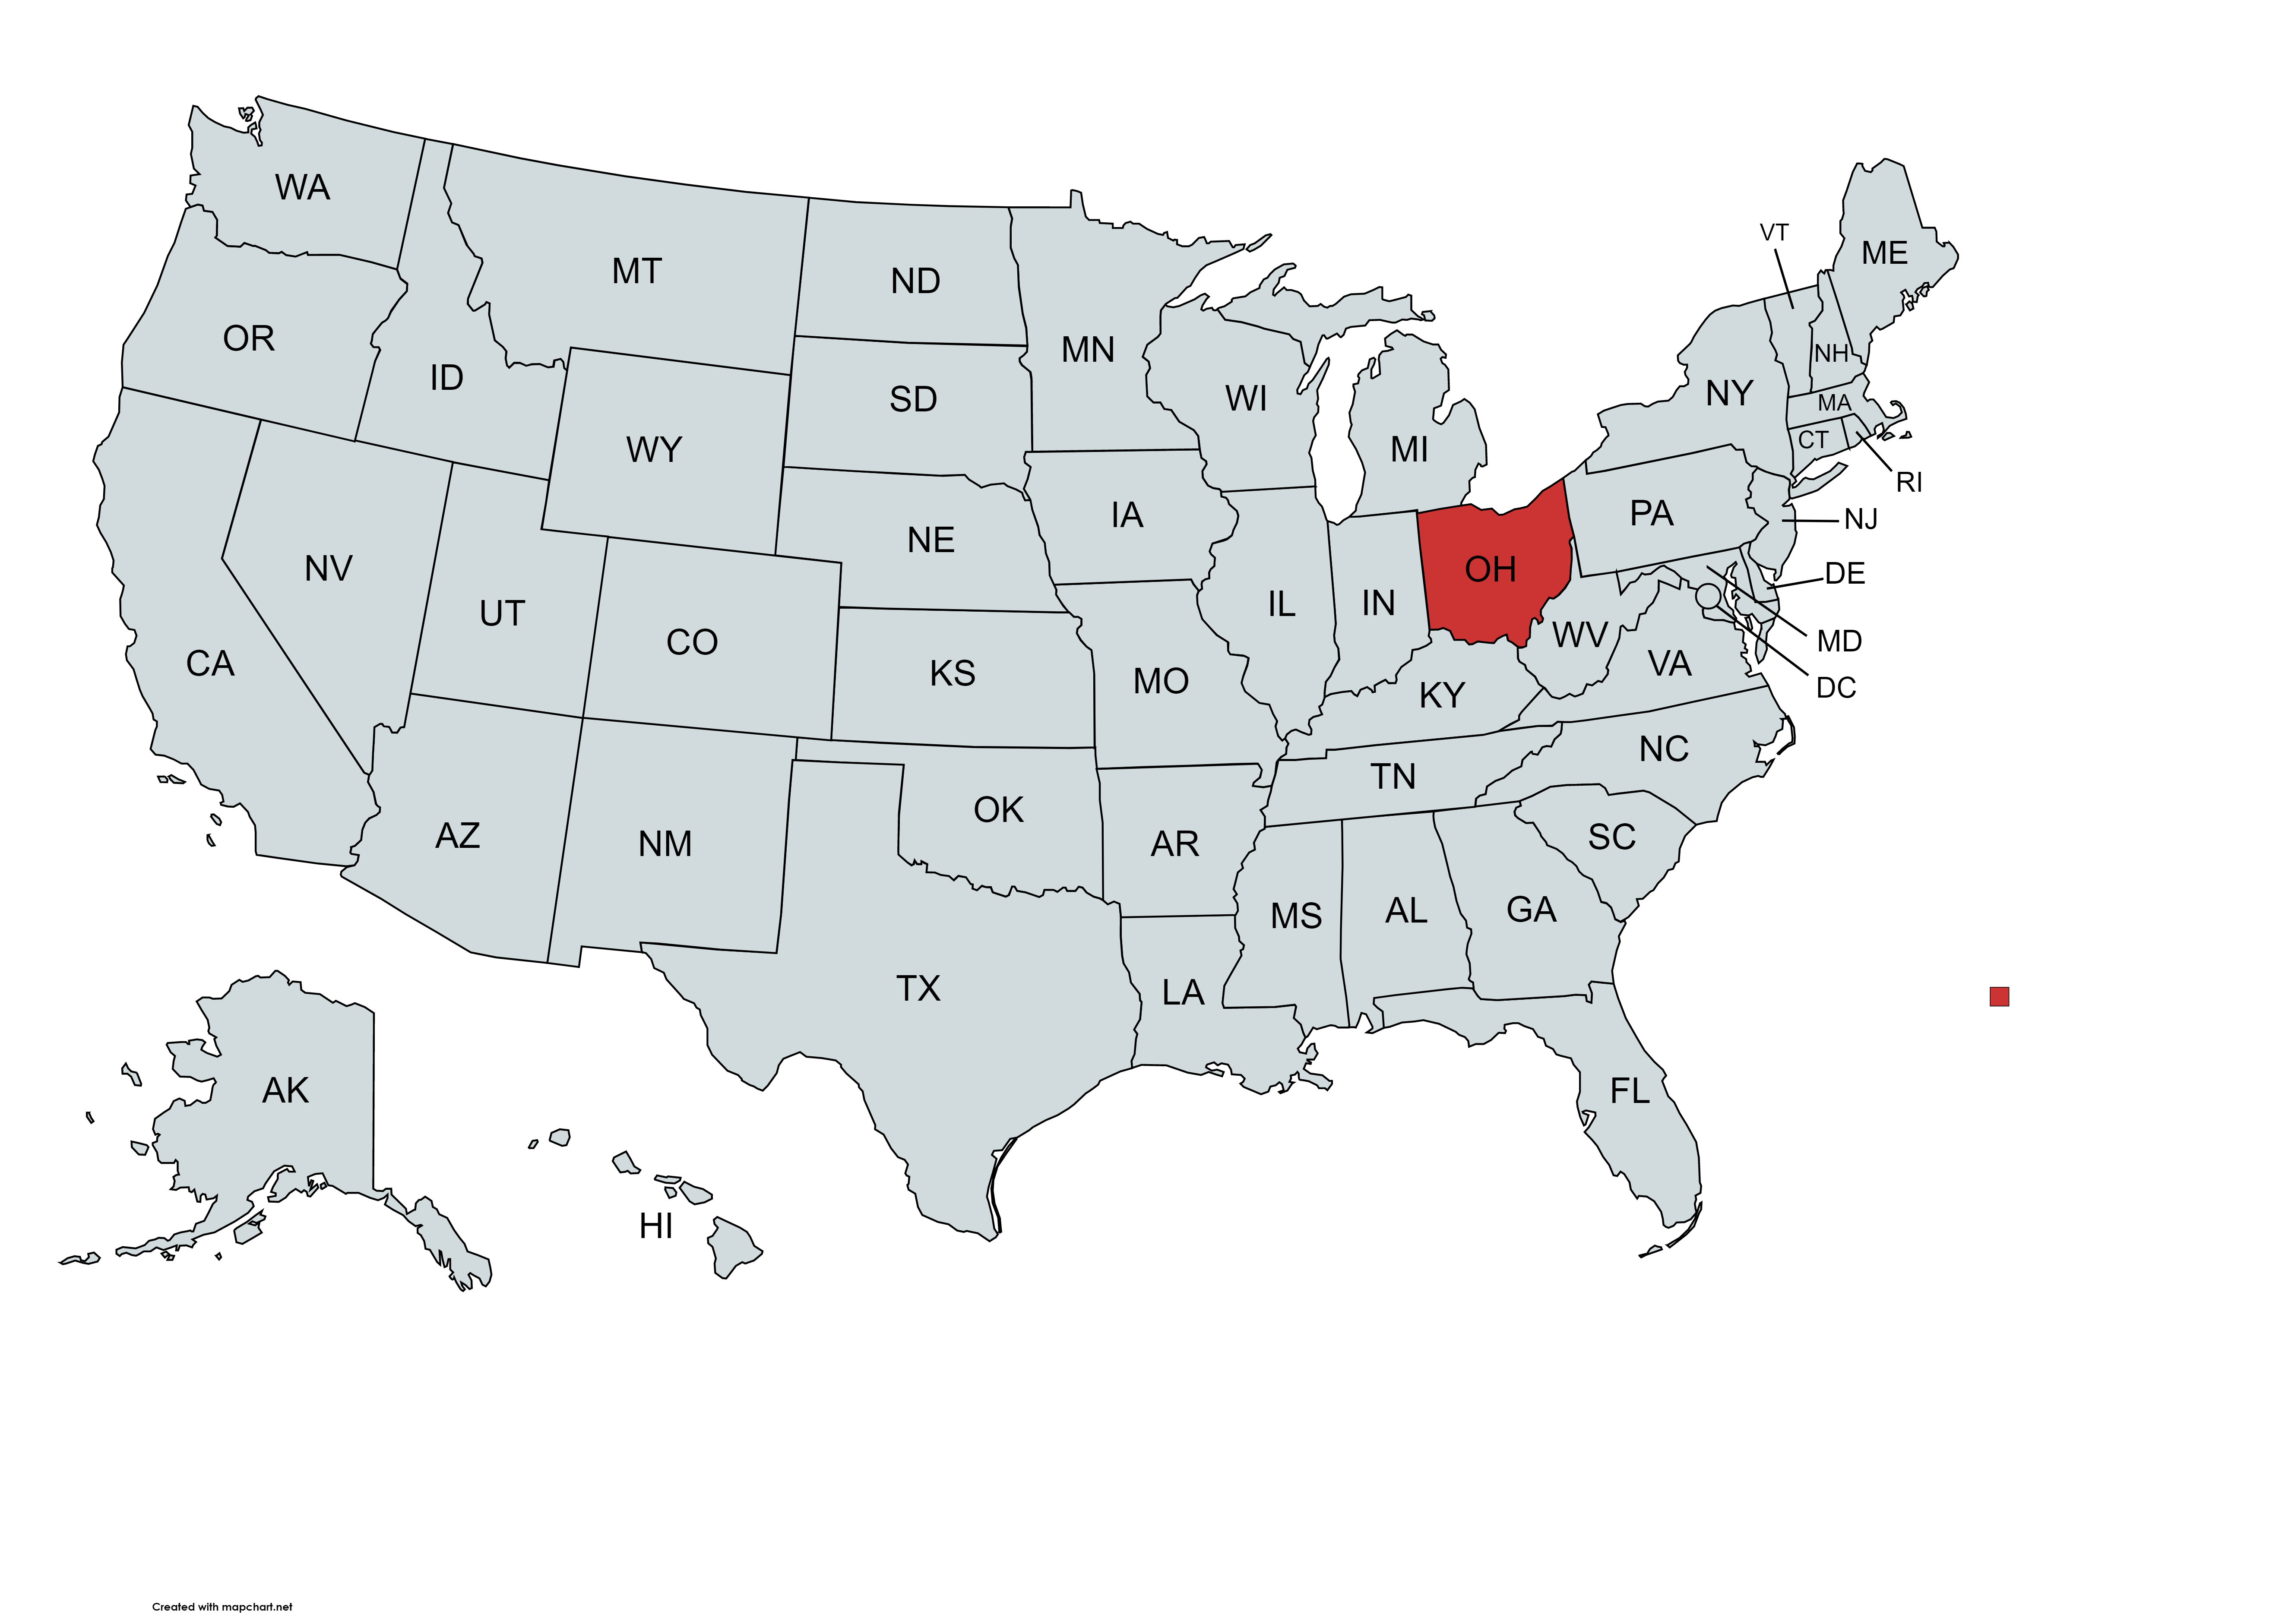 WA
MT
ND
MN
VT
ME
OR
ID
SD
WI
MI
NY
NH
MA
CT
RI
WY
IA
PA
NJ
NE
NV
UT
CO
IL
IN
OH
DE
WV
MD
VA
DC
CA
KS
MO
KY
NC
TN
AZ
NM
OK
AR
SC
MS
AL
GA
TX
LA
AK
FL
HI
Created with mapchart.net